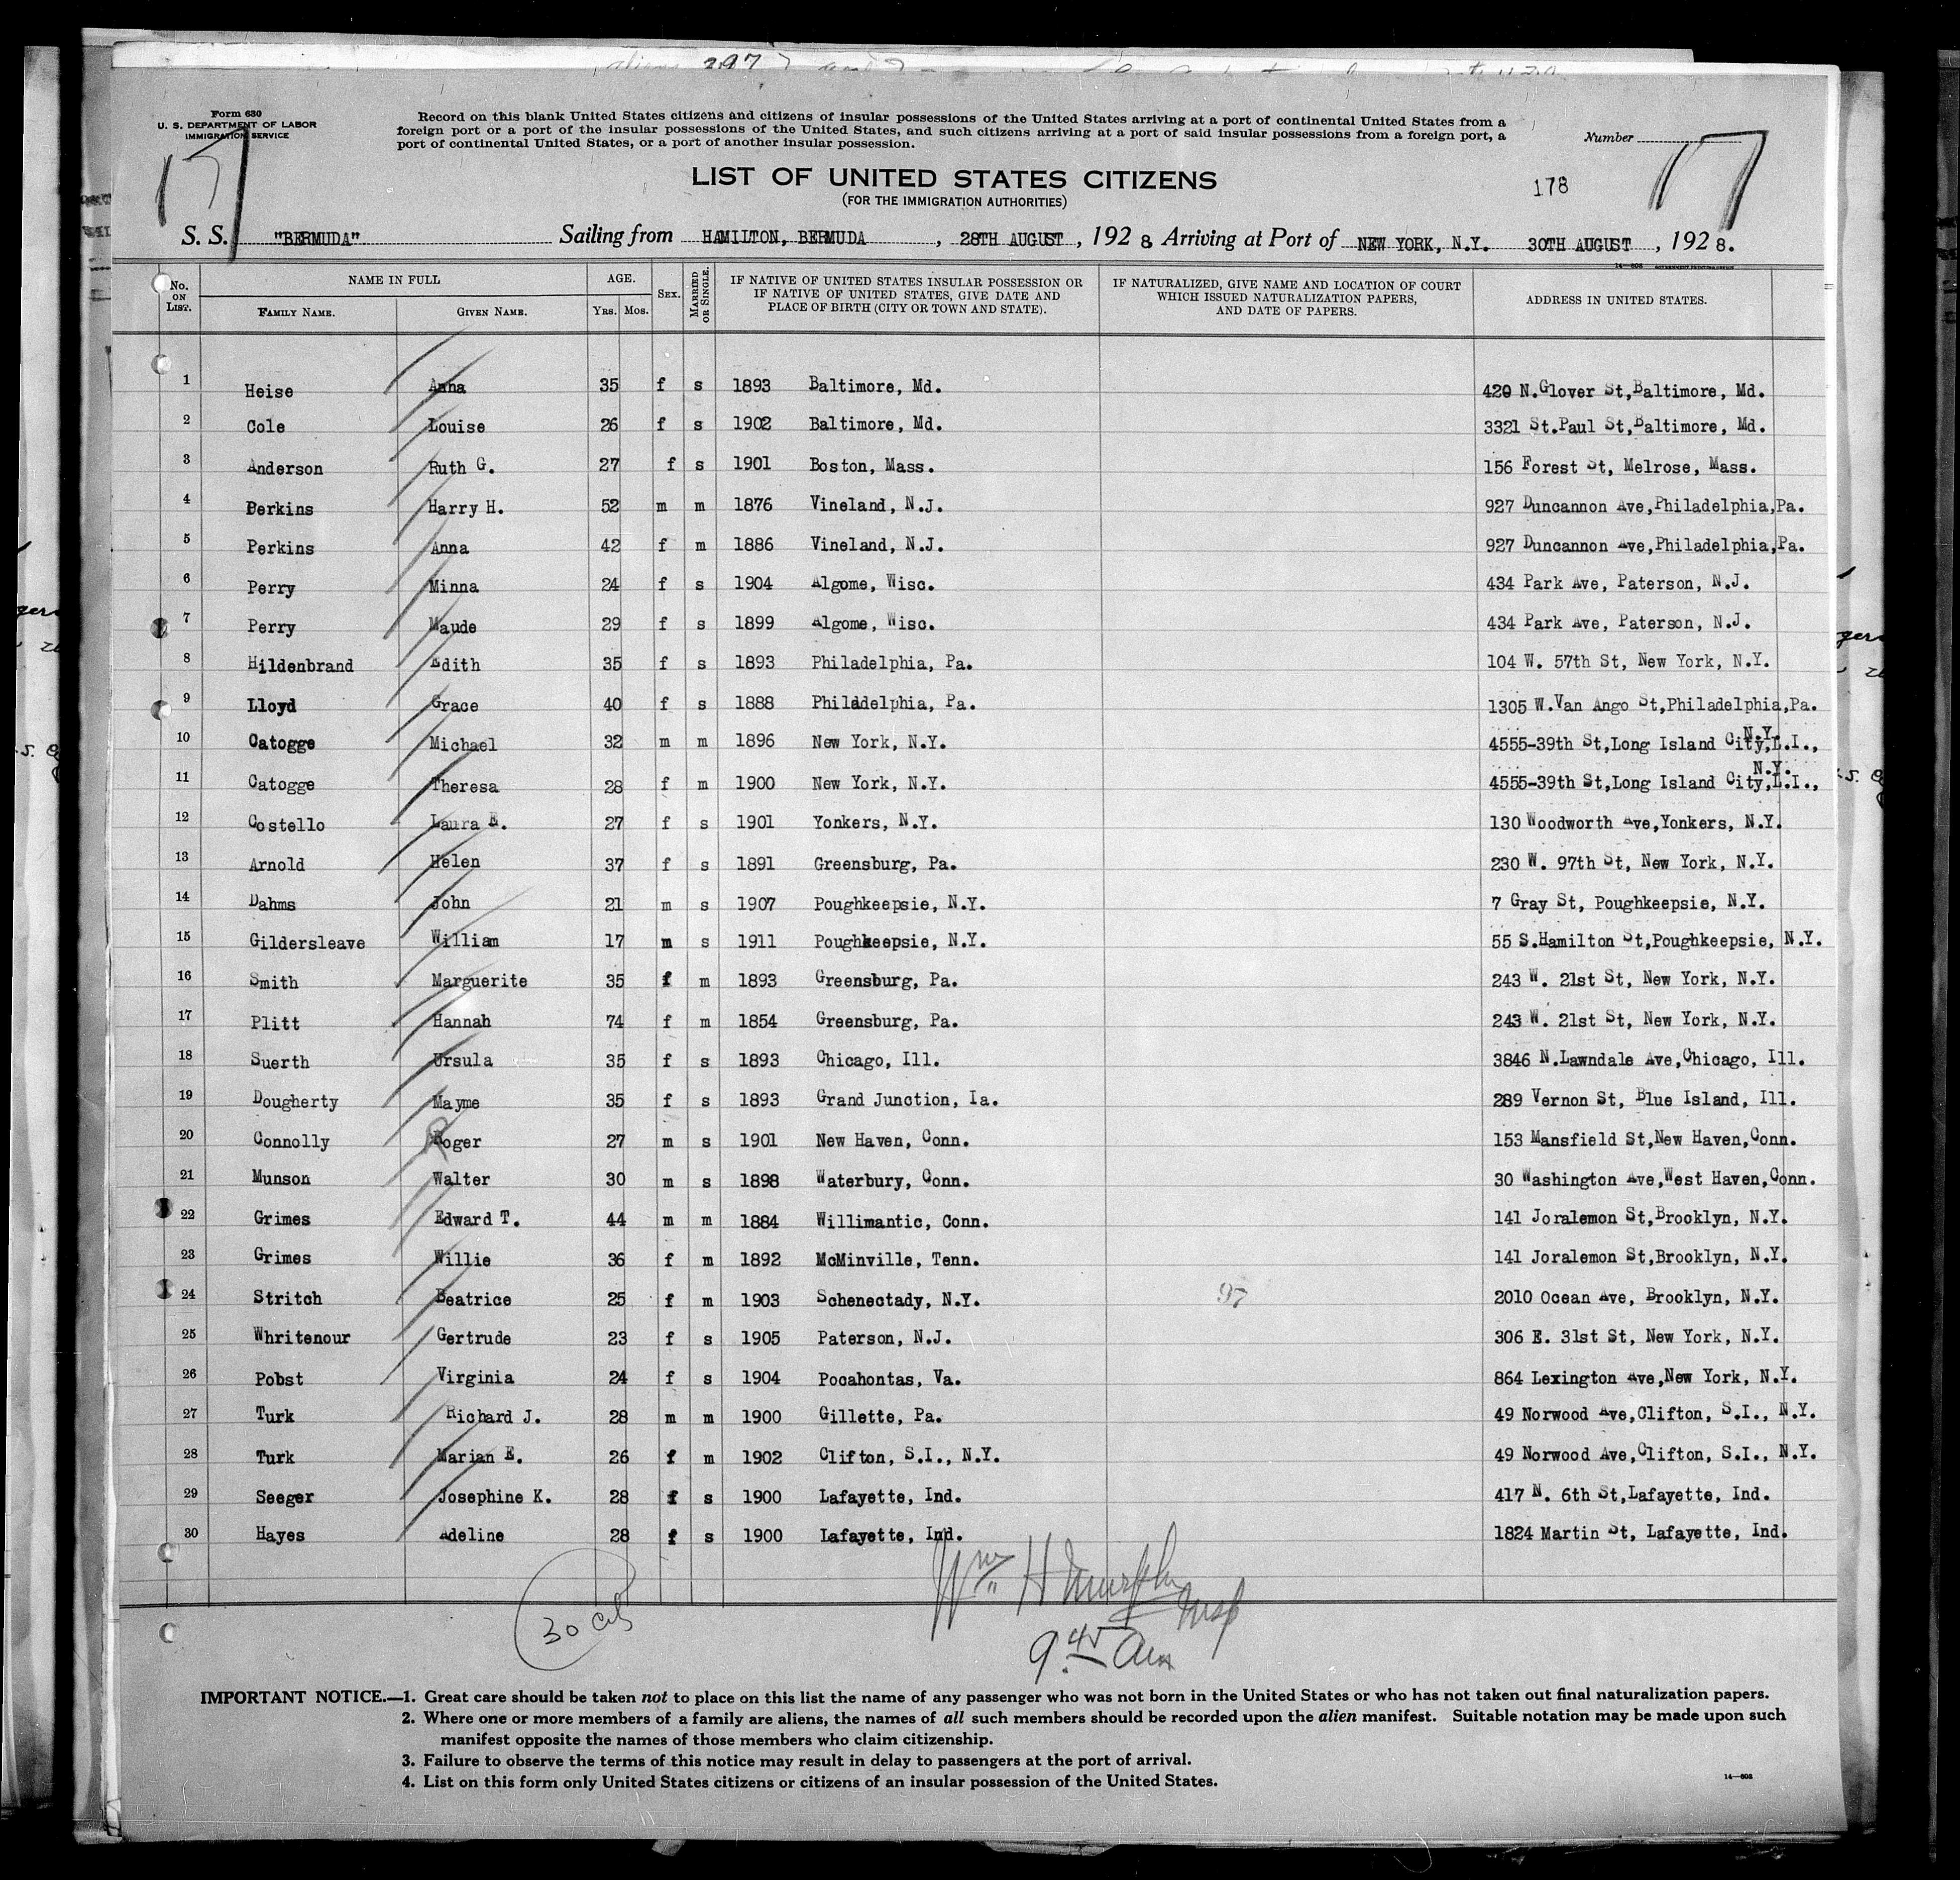 aliens 297
Form 630
U. S. DEPARTMENT OF LABOR
IMMIGRATION SERVICE
17
Record on this blank United States citizens and citizens of insular possessions of the United States arriving at a port of continental United States from a
foreign port or a port of the insular possessions of the United States, and such citizens arriving at a port of said insular possessions from a foreign port, a
port of continental United States, or a port of another insular possession.
Number
17
LIST OF UNITED STATES CITIZENS
(FOR THE IMMIGRATION AUTHORITIES)
178
S. S. "BERMUDA" Sailing from HAMILTON, BERMUDA, 28TH AUGUST, 1928 Arriving at Port of NEW YORK, N.Y. 30TH AUGUST, 1928.
14—608 GOVERNMENT PRINTING OFFICE
No. ON LIST. NAME IN FULL FAMILY NAME. GIVEN NAME. AGE. YRS. MOS. SEX. MARRIED OR SINGLE. IF NATIVE OF UNITED STATES INSULAR POSSESSION OR IF NATIVE OF UNITED STATES, GIVE DATE AND PLACE OF BIRTH (CITY OR TOWN AND STATE). IF NATURALIZED, GIVE NAME AND LOCATION OF COURT WHICH ISSUED NATURALIZATION PAPERS, AND DATE OF PAPERS. ADDRESS IN UNITED STATES.
1 Heise Anna 35 f s 1893 Baltimore, Md. 420 N.Glover St,Baltimore, Md.
2 Cole Louise 26 f s 1902 Baltimore, Md. 3321 St.Paul St,Baltimore, Md.
3 Anderson Ruth G. 27 f s 1901 Boston, Mass. 156 Forest St, Melrose, Mass.
4 Perkins Harry H. 52 m m 1876 Vineland, N.J. 927 Duncannon Ave,Philadelphia,Pa.
5 Perkins Anna 42 f m 1886 Vineland, N.J. 927 Duncannon Ave,Philadelphia,Pa.
6 Perry Minna 24 f s 1904 Algome, Wisc. 434 Park Ave, Paterson, N.J.
7 Perry Maude 29 f s 1899 Algome, Wisc. 434 Park Ave, Paterson, N.J.
8 Hildenbrand Edith 35 f s 1893 Philadelphia, Pa. 104 W. 57th St, New York, N.Y.
9 Lloyd Grace 40 f s 1888 Philadelphia, Pa. 1305 W.Van Ango St,Philadelphia,Pa.
10 Catogge Michael 32 m m 1896 New York, N.Y. 4555-39th St,Long Island City,L.I., N.Y.
11 Catogge Theresa 28 f m 1900 New York, N.Y. 4555-39th St,Long Island City,L.I., N.Y.
12 Costello Laura E. 27 f s 1901 Yonkers, N.Y. 130 Woodworth Ave,Yonkers, N.Y.
13 Arnold Helen 37 f s 1891 Greensburg, Pa. 230 W. 97th St, New York, N.Y.
14 Dahms John 21 m s 1907 Poughkeepsie, N.Y. 7 Gray St, Poughkeepsie, N.Y.
15 Gildersleave William 17 m s 1911 Poughkeepsie, N.Y. 55 S.Hamilton St,Poughkeepsie, N.Y.
16 Smith Marguerite 35 f m 1893 Greensburg, Pa. 243 W. 21st St, New York, N.Y.
17 Plitt Hannah 74 f m 1854 Greensburg, Pa. 243 W. 21st St, New York, N.Y.
18 Suerth Ursula 35 f s 1893 Chicago, Ill. 3846 N.Lawndale Ave,Chicago, Ill.
19 Dougherty Mayme 35 f s 1893 Grand Junction, Ia. 289 Vernon St, Blue Island, Ill.
20 Connolly Roger 27 m s 1901 New Haven, Conn. 153 Mansfield St,New Haven,Conn.
21 Munson Walter 30 m s 1898 Waterbury, Conn. 30 Washington Ave,West Haven,Conn.
22 Grimes Edward T. 44 m m 1884 Willimantic, Conn. 141 Joralemon St,Brooklyn, N.Y.
23 Grimes Willie 36 f m 1892 McMinville, Tenn. 141 Joralemon St,Brooklyn, N.Y.
24 Stritch Beatrice 25 f m 1903 Schenectady, N.Y. 97 2010 Ocean Ave, Brooklyn, N.Y.
25 Whritenour Gertrude 23 f s 1905 Paterson, N.J. 306 E. 31st St, New York, N.Y.
26 Pobst Virginia 24 f s 1904 Pocahontas, Va. 864 Lexington Ave,New York, N.Y.
27 Turk Richard J. 28 m m 1900 Gillette, Pa. 49 Norwood Ave,Clifton, S.I., N.Y.
28 Turk Marian E. 26 f m 1902 Clifton, S.I., N.Y. 49 Norwood Ave,Clifton, S.I., N.Y.
29 Seeger Josephine K. 28 f s 1900 Lafayette, Ind. 417 N. 6th St,Lafayette, Ind.
30 Hayes Adeline 28 f s 1900 Lafayette, Ind. 1824 Martin St, Lafayette, Ind.
Wm H Murphy
Insp
30 cit
9 45 Am
IMPORTANT NOTICE.—1. Great care should be taken not to place on this list the name of any passenger who was not born in the United States or who has not taken out final naturalization papers.
2. Where one or more members of a family are aliens, the names of all such members should be recorded upon the alien manifest. Suitable notation may be made upon such
manifest opposite the names of those members who claim citizenship.
3. Failure to observe the terms of this notice may result in delay to passengers at the port of arrival.
4. List on this form only United States citizens or citizens of an insular possession of the United States.
14—608